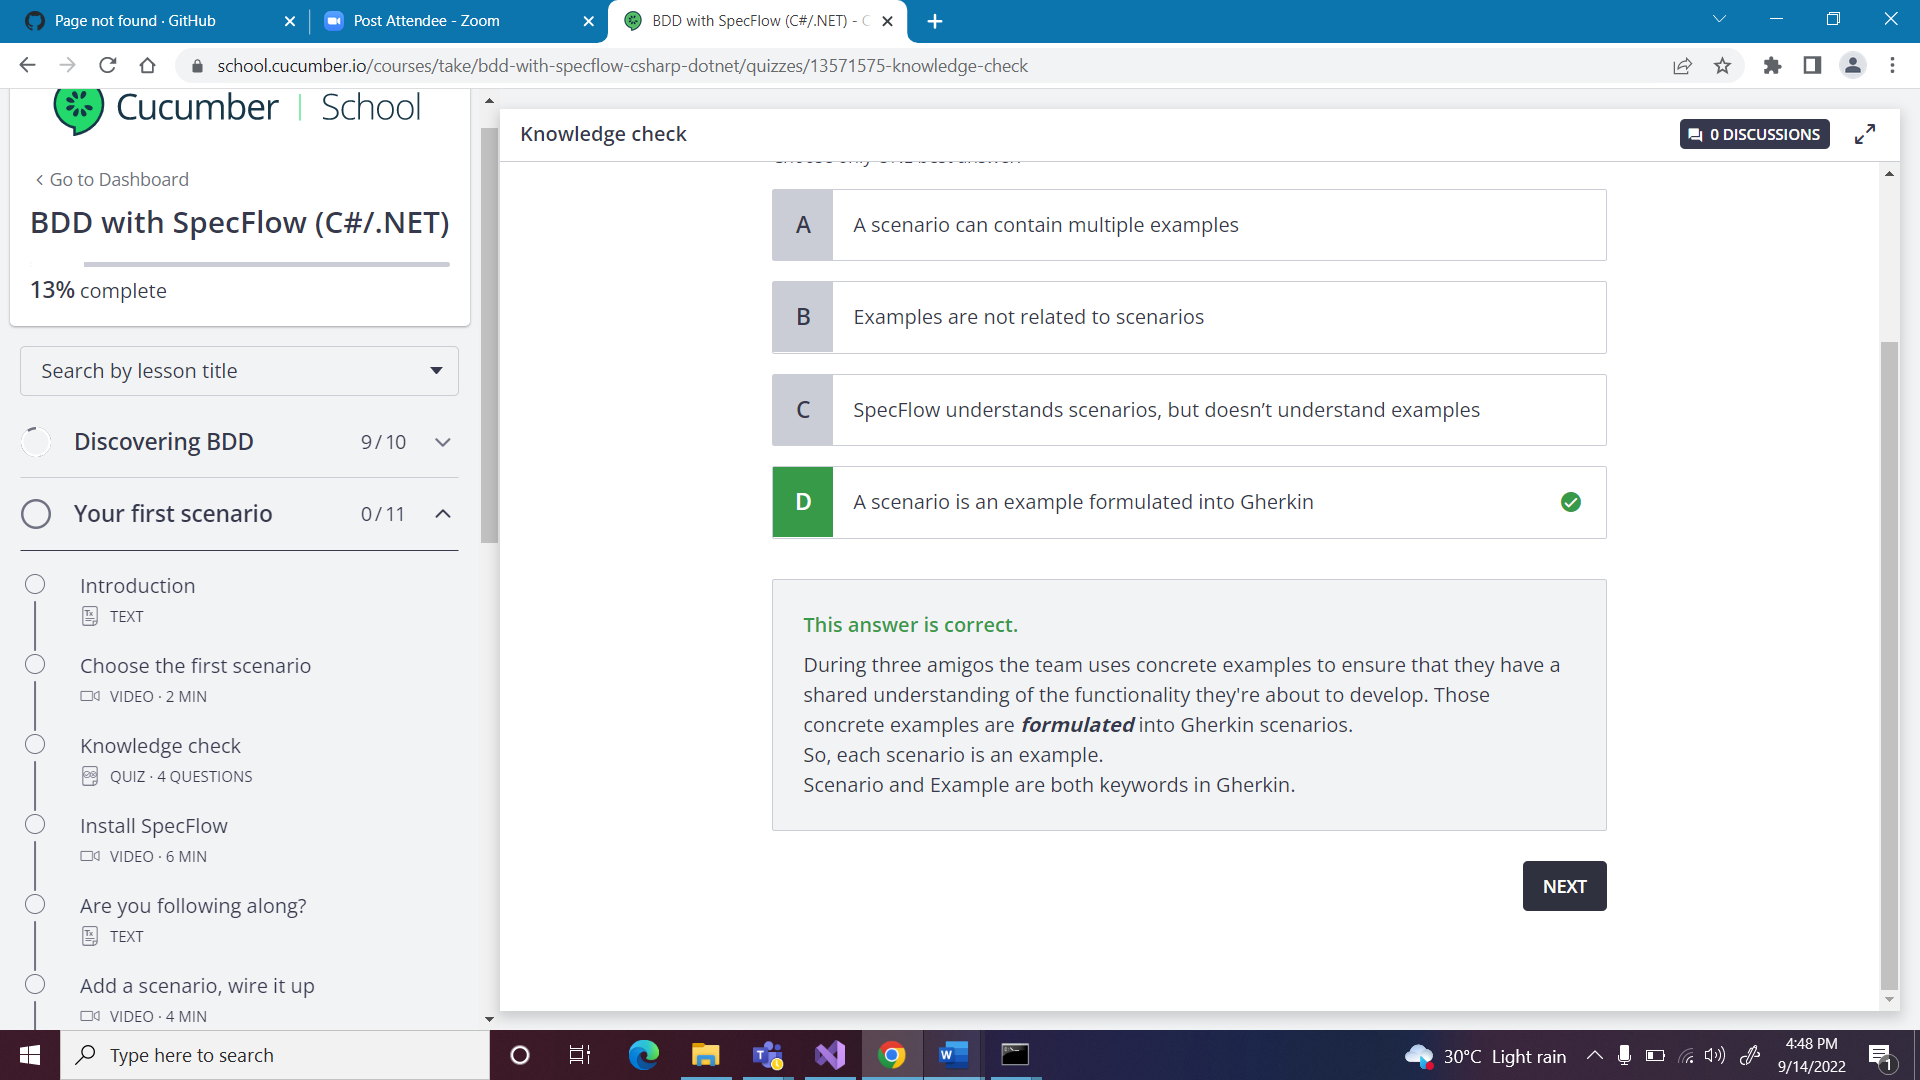 Page not found · GitHub
Post Attendee - Zoom
BDD with SpecFlow (C#/.NET) - C
school.cucumber.io/courses/take/bdd-with-specflow-csharp-dotnet/quizzes/13571575-knowledge-check
Cucumber | School
Go to Dashboard
BDD with SpecFlow (C#/.NET)
13% complete
Search by lesson title
Discovering BDD 9 / 10
Your first scenario 0 / 11
Introduction
TEXT
Choose the first scenario
VIDEO · 2 MIN
Knowledge check
QUIZ · 4 QUESTIONS
Install SpecFlow
VIDEO · 6 MIN
Are you following along?
TEXT
Add a scenario, wire it up
VIDEO · 4 MIN
Knowledge check
0 DISCUSSIONS
A A scenario can contain multiple examples
B Examples are not related to scenarios
C SpecFlow understands scenarios, but doesn’t understand examples
D A scenario is an example formulated into Gherkin
This answer is correct.
During three amigos the team uses concrete examples to ensure that they have a
shared understanding of the functionality they're about to develop. Those
concrete examples are formulated into Gherkin scenarios.
So, each scenario is an example.
Scenario and Example are both keywords in Gherkin.
NEXT
Type here to search
30°C Light rain
4:48 PM
9/14/2022
1